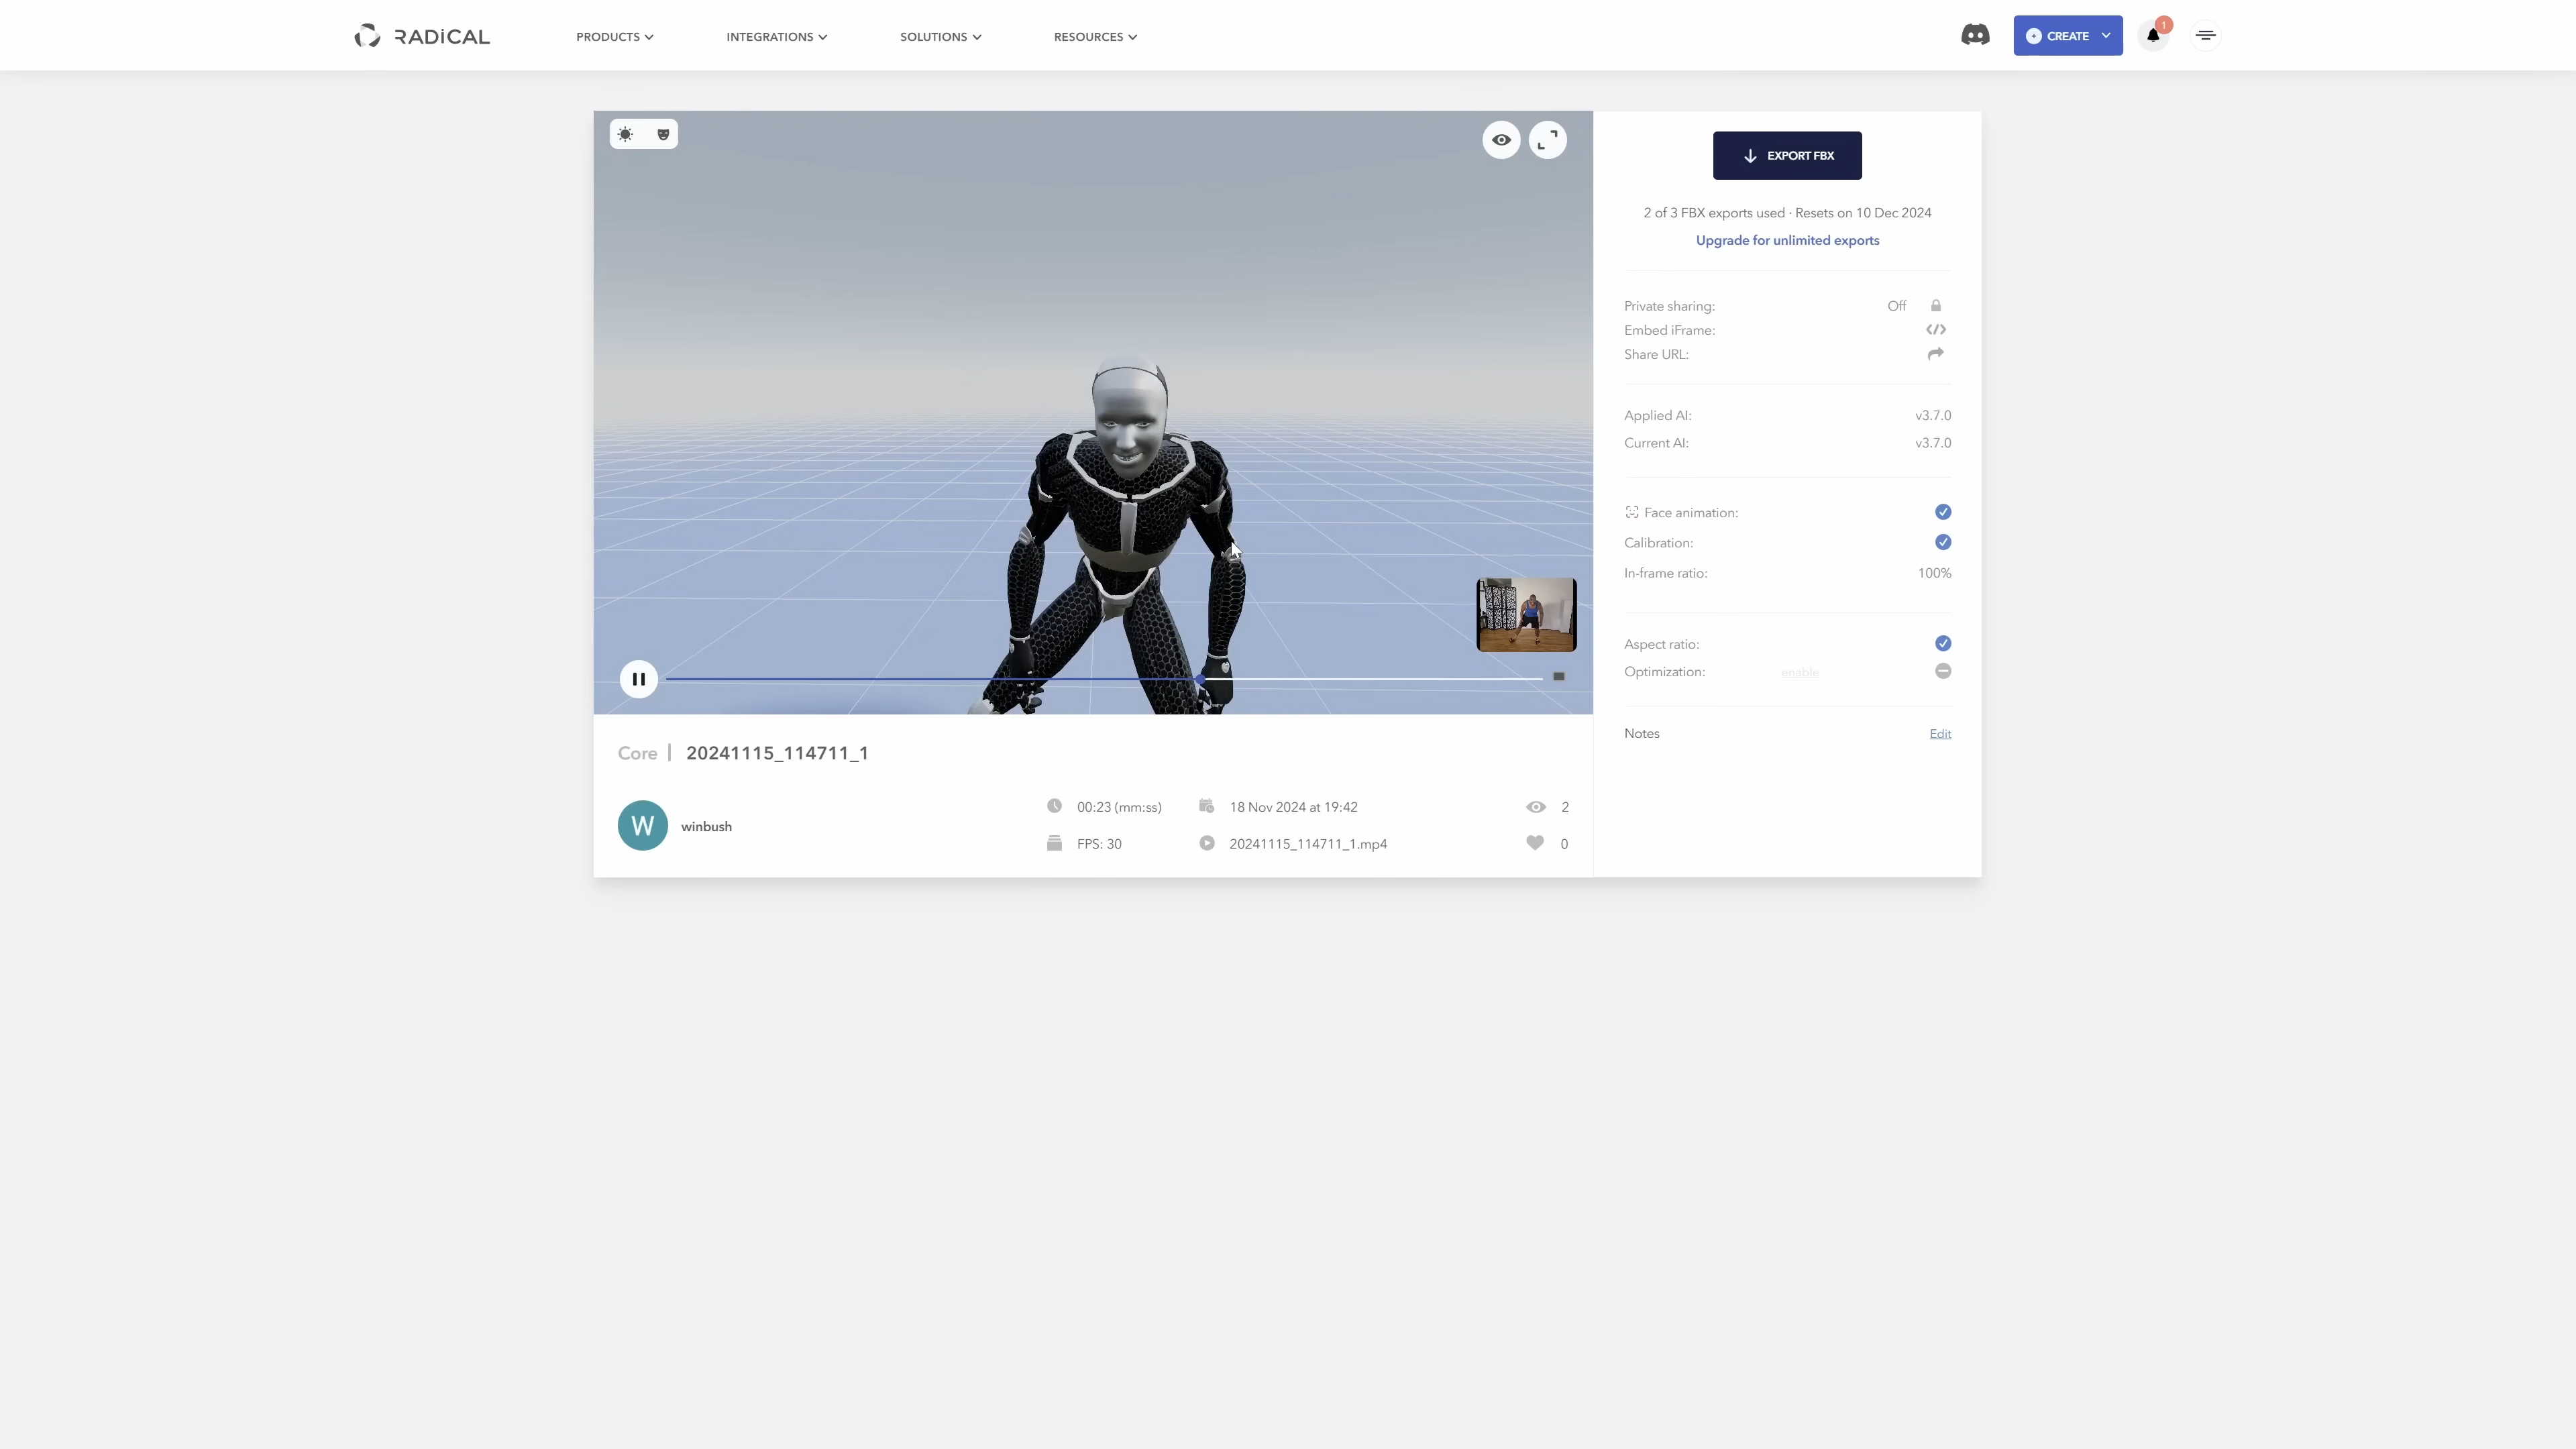 RADiCAL
PRODUCTS
INTEGRATIONS
SOLUTIONS
RESOURCES
CREATE
1
EXPORT FBX
2 of 3 FBX exports used · Resets on 10 Dec 2024
Upgrade for unlimited exports
Private sharing: Off
Embed iFrame:
Share URL:
Applied AI: v3.7.0
Current AI: v3.7.0
Face animation:
Calibration:
In-frame ratio: 100%
Aspect ratio:
Optimization: enable
Notes Edit
Core | 20241115_114711_1
W winbush
00:23 (mm:ss) 18 Nov 2024 at 19:42 2
FPS: 30 20241115_114711_1.mp4 0